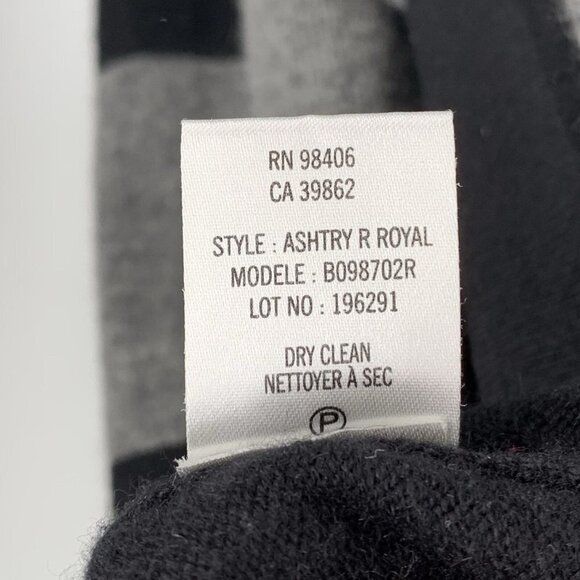 RN 98406
CA 39862
STYLE : ASHTRY R ROYAL
MODELE : B098702R
LOT NO : 196291
DRY CLEAN
NETTOYER À SEC
P